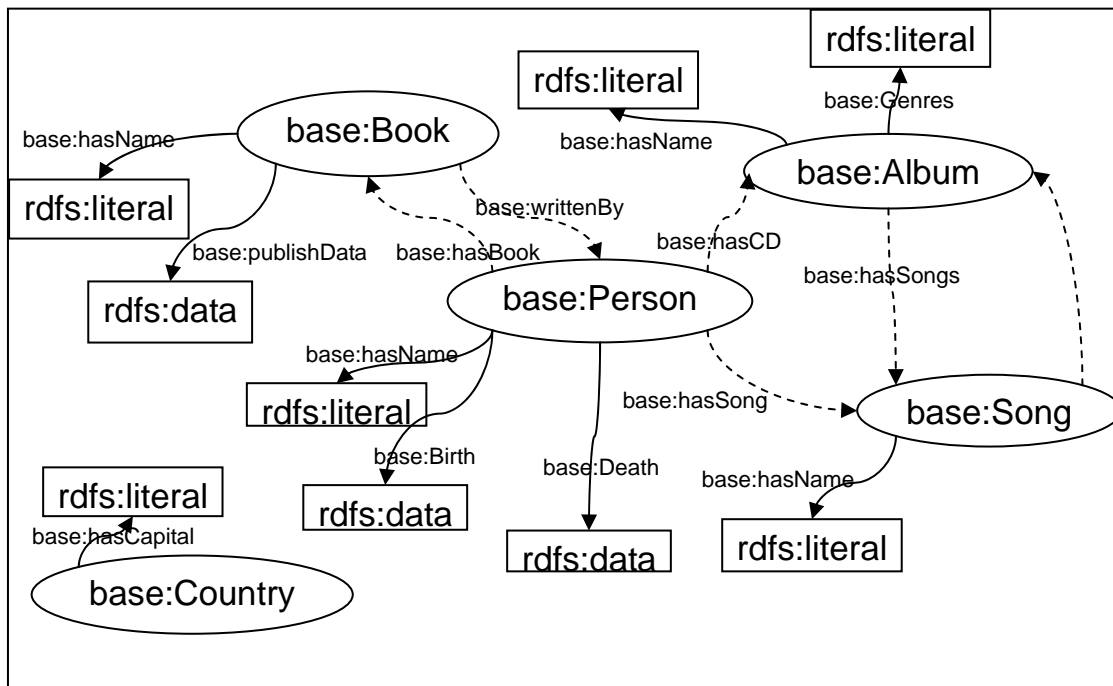 rdfs:literal
rdfs:literal
base:Genres
base:hasName
base:Book
base:hasName
base:Album
rdfs:literal
base:writtenBy
base:hasCD
base:publishData
base:hasBook
base:hasSongs
rdfs:data
base:Person
base:hasName
rdfs:literal
base:hasSong
base:Song
base:Birth
base:Death
rdfs:literal
base:hasCapital
rdfs:data
base:hasName
rdfs:data
rdfs:literal
base:Country